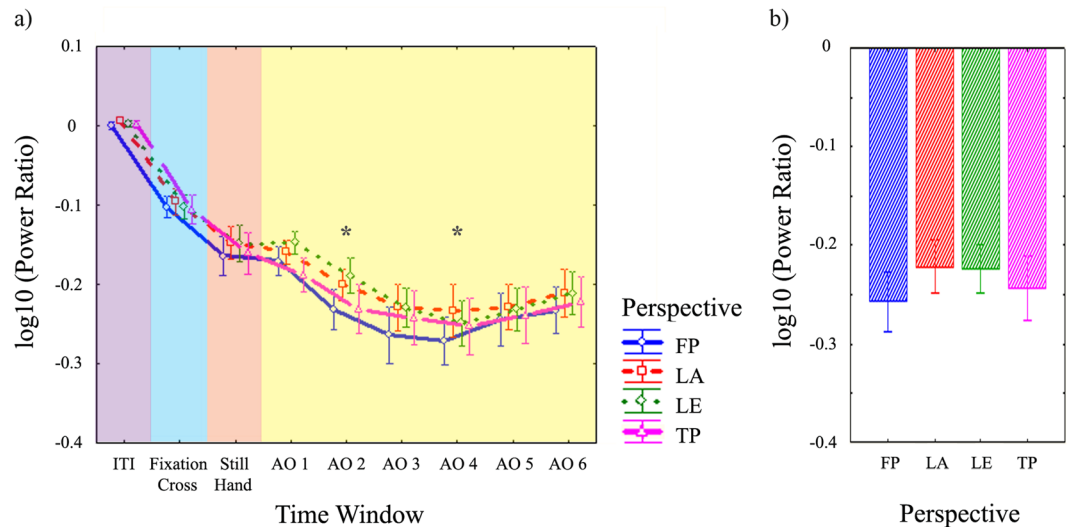 a)
log10 (Power Ratio)
0.1
0
-0.1
-0.2
-0.3
-0.4
*
*
ITI
Fixation Cross
Still Hand
AO 1
AO 2
AO 3
AO 4
AO 5
AO 6
Time Window
Perspective
FP
LA
LE
TP
b)
log10 (Power Ratio)
0
-0.1
-0.2
-0.3
-0.4
FP
LA
LE
TP
Perspective